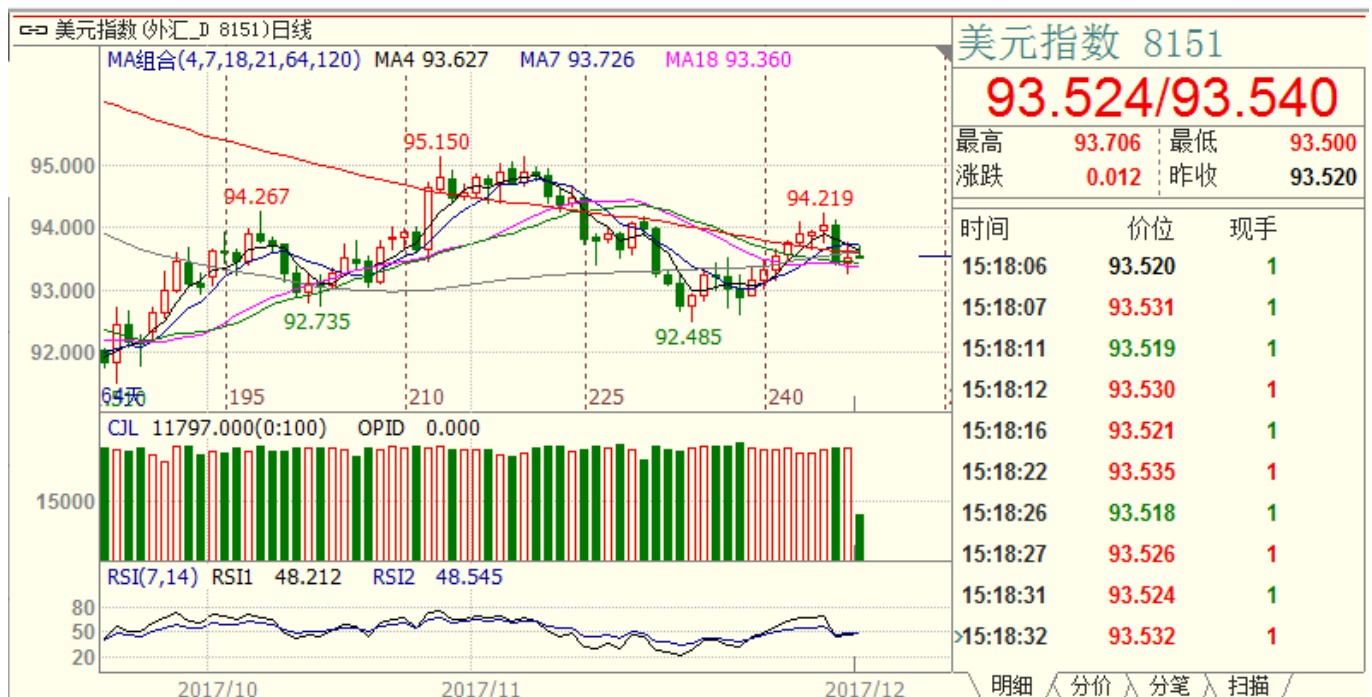 美元指数(外汇_D 8151)日线
MA组合(4,7,18,21,64,120) MA4 93.627 MA7 93.726 MA18 93.360
95.150
95.000
94.267
94.219
94.000
93.000
92.735
92.485
92.000
64天
195 210 225 240
CJL 11797.000(0:100) OPID 0.000
15000
RSI(7,14) RSI1 48.212 RSI2 48.545
80
50
20
2017/10 2017/11 2017/12
美元指数 8151
93.524/93.540
最高 93.706 最低 93.500
涨跌 0.012 昨收 93.520
时间 价位 现手
15:18:06 93.520 1
15:18:07 93.531 1
15:18:11 93.519 1
15:18:12 93.530 1
15:18:16 93.521 1
15:18:22 93.535 1
15:18:26 93.518 1
15:18:27 93.526 1
15:18:31 93.524 1
15:18:32 93.532 1
明细 分价 分笔 扫描